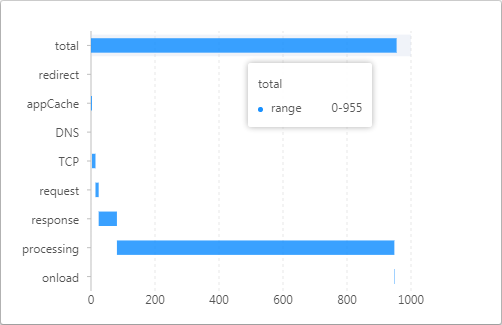 total
redirect
appCache
DNS
TCP
request
response
processing
onload
0 200 400 600 800 1000
total
range 0-955